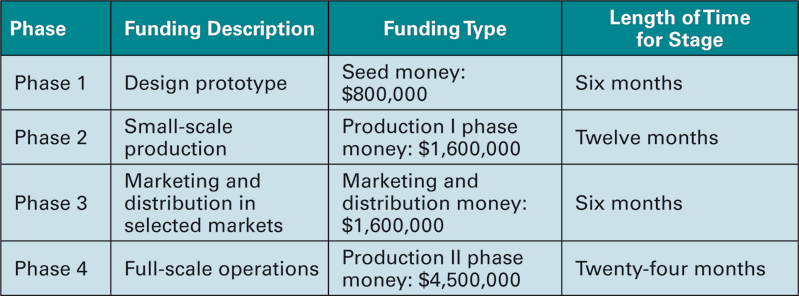 Phase Funding Description Funding Type Length of Time
for Stage
Phase 1 Design prototype Seed money:
$800,000 Six months
Phase 2 Small-scale
production Production I phase
money: $1,600,000 Twelve months
Phase 3 Marketing and
distribution in
selected markets Marketing and
distribution money:
$1,600,000 Six months
Phase 4 Full-scale operations Production II phase
money: $4,500,000 Twenty-four months